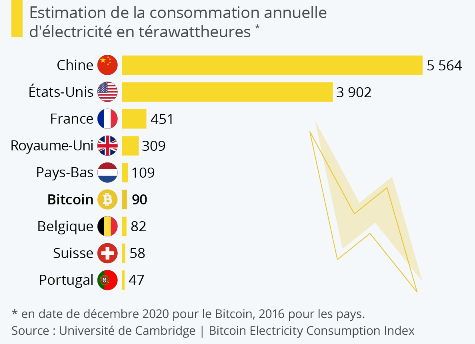 Estimation de la consommation annuelle
d'électricité en térawattheures *
Chine 5 564
États-Unis 3 902
France 451
Royaume-Uni 309
Pays-Bas 109
Bitcoin 90
Belgique 82
Suisse 58
Portugal 47
* en date de décembre 2020 pour le Bitcoin, 2016 pour les pays.
Source : Université de Cambridge | Bitcoin Electricity Consumption Index